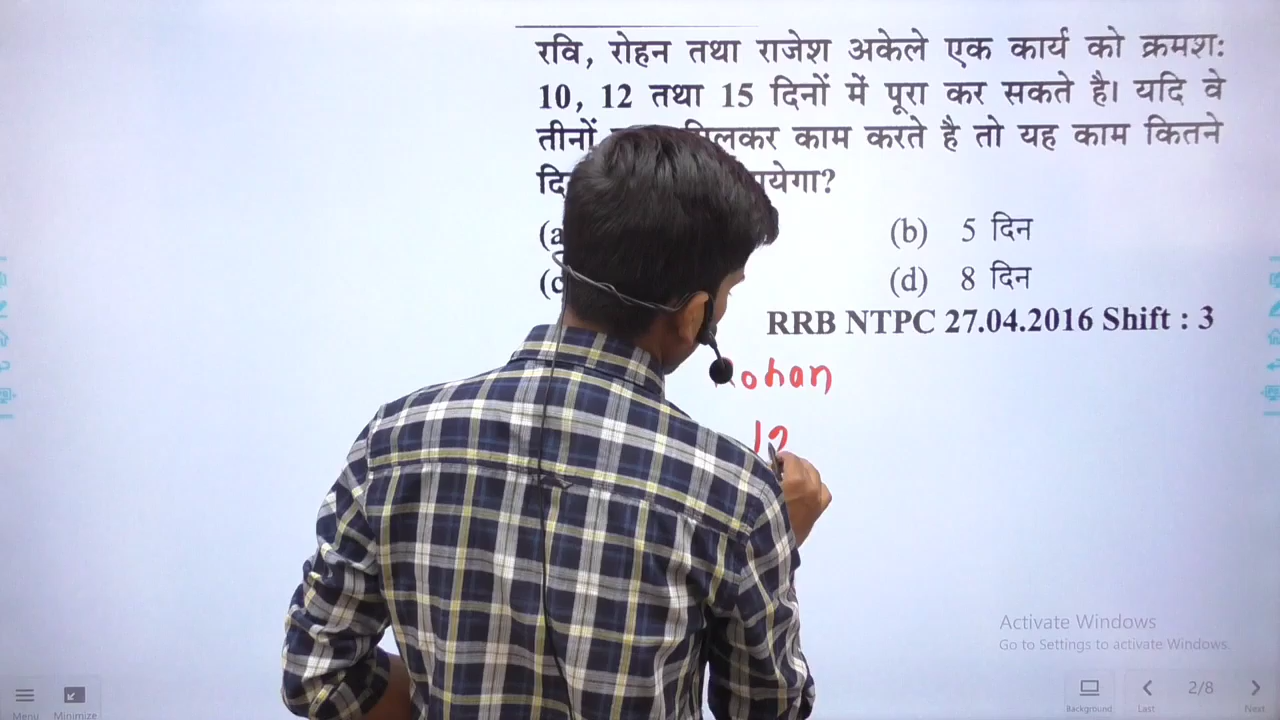 रवि, रोहन तथा राजेश अकेले एक कार्य को क्रमशः
10, 12 तथा 15 दिनों में पूरा कर सकते है। यदि वे
तीनों काम करते है तो यह काम कितने
(b) 5 दिन
(d) 8 दिन
RRB NTPC 27.04.2016 Shift : 3
12
Activate Windows
Go to Settings to activate Windows.
Menu
Minimize
Background
Last
2/8
Next